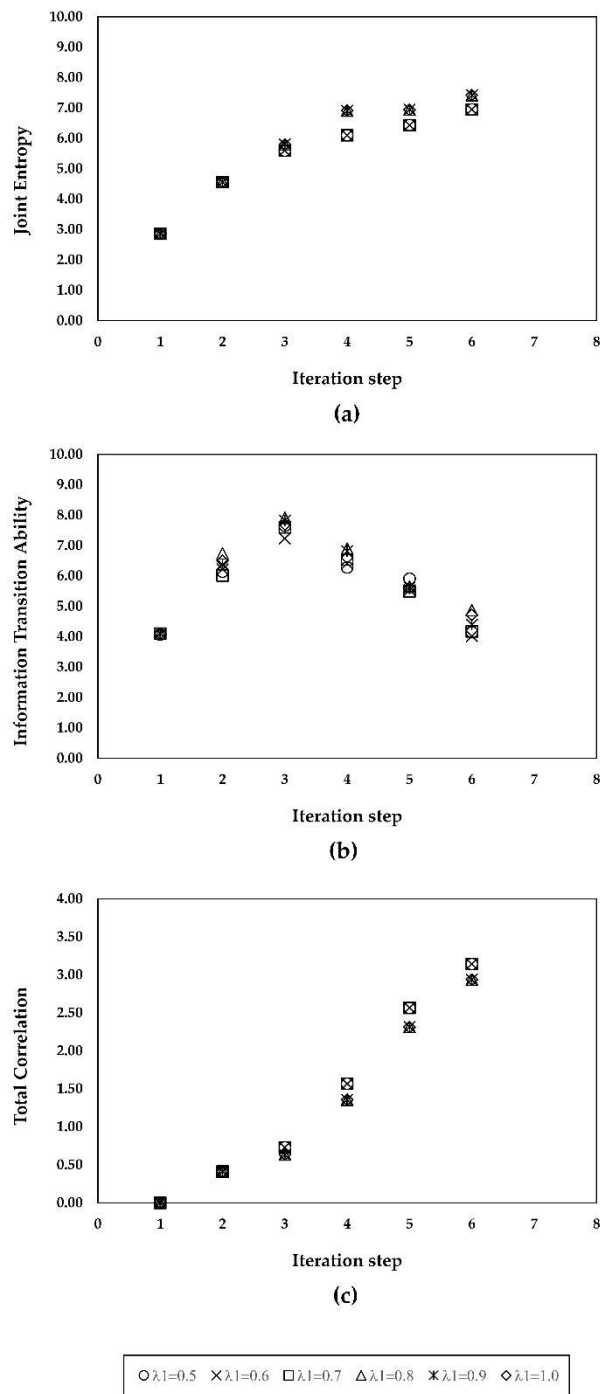 10.00
9.00
8.00
7.00
6.00
5.00
4.00
3.00
2.00
1.00
0.00
Joint Entropy
0 1 2 3 4 5 6 7 8
Iteration step
(a)
10.00
9.00
8.00
7.00
6.00
5.00
4.00
3.00
2.00
1.00
0.00
Information Transition Ability
0 1 2 3 4 5 6 7 8
Iteration step
(b)
4.00
3.50
3.00
2.50
2.00
1.50
1.00
0.50
0.00
Total Correlation
0 1 2 3 4 5 6 7 8
Iteration step
(c)
λ1=0.5 λ1=0.6 λ1=0.7 λ1=0.8 λ1=0.9 λ1=1.0